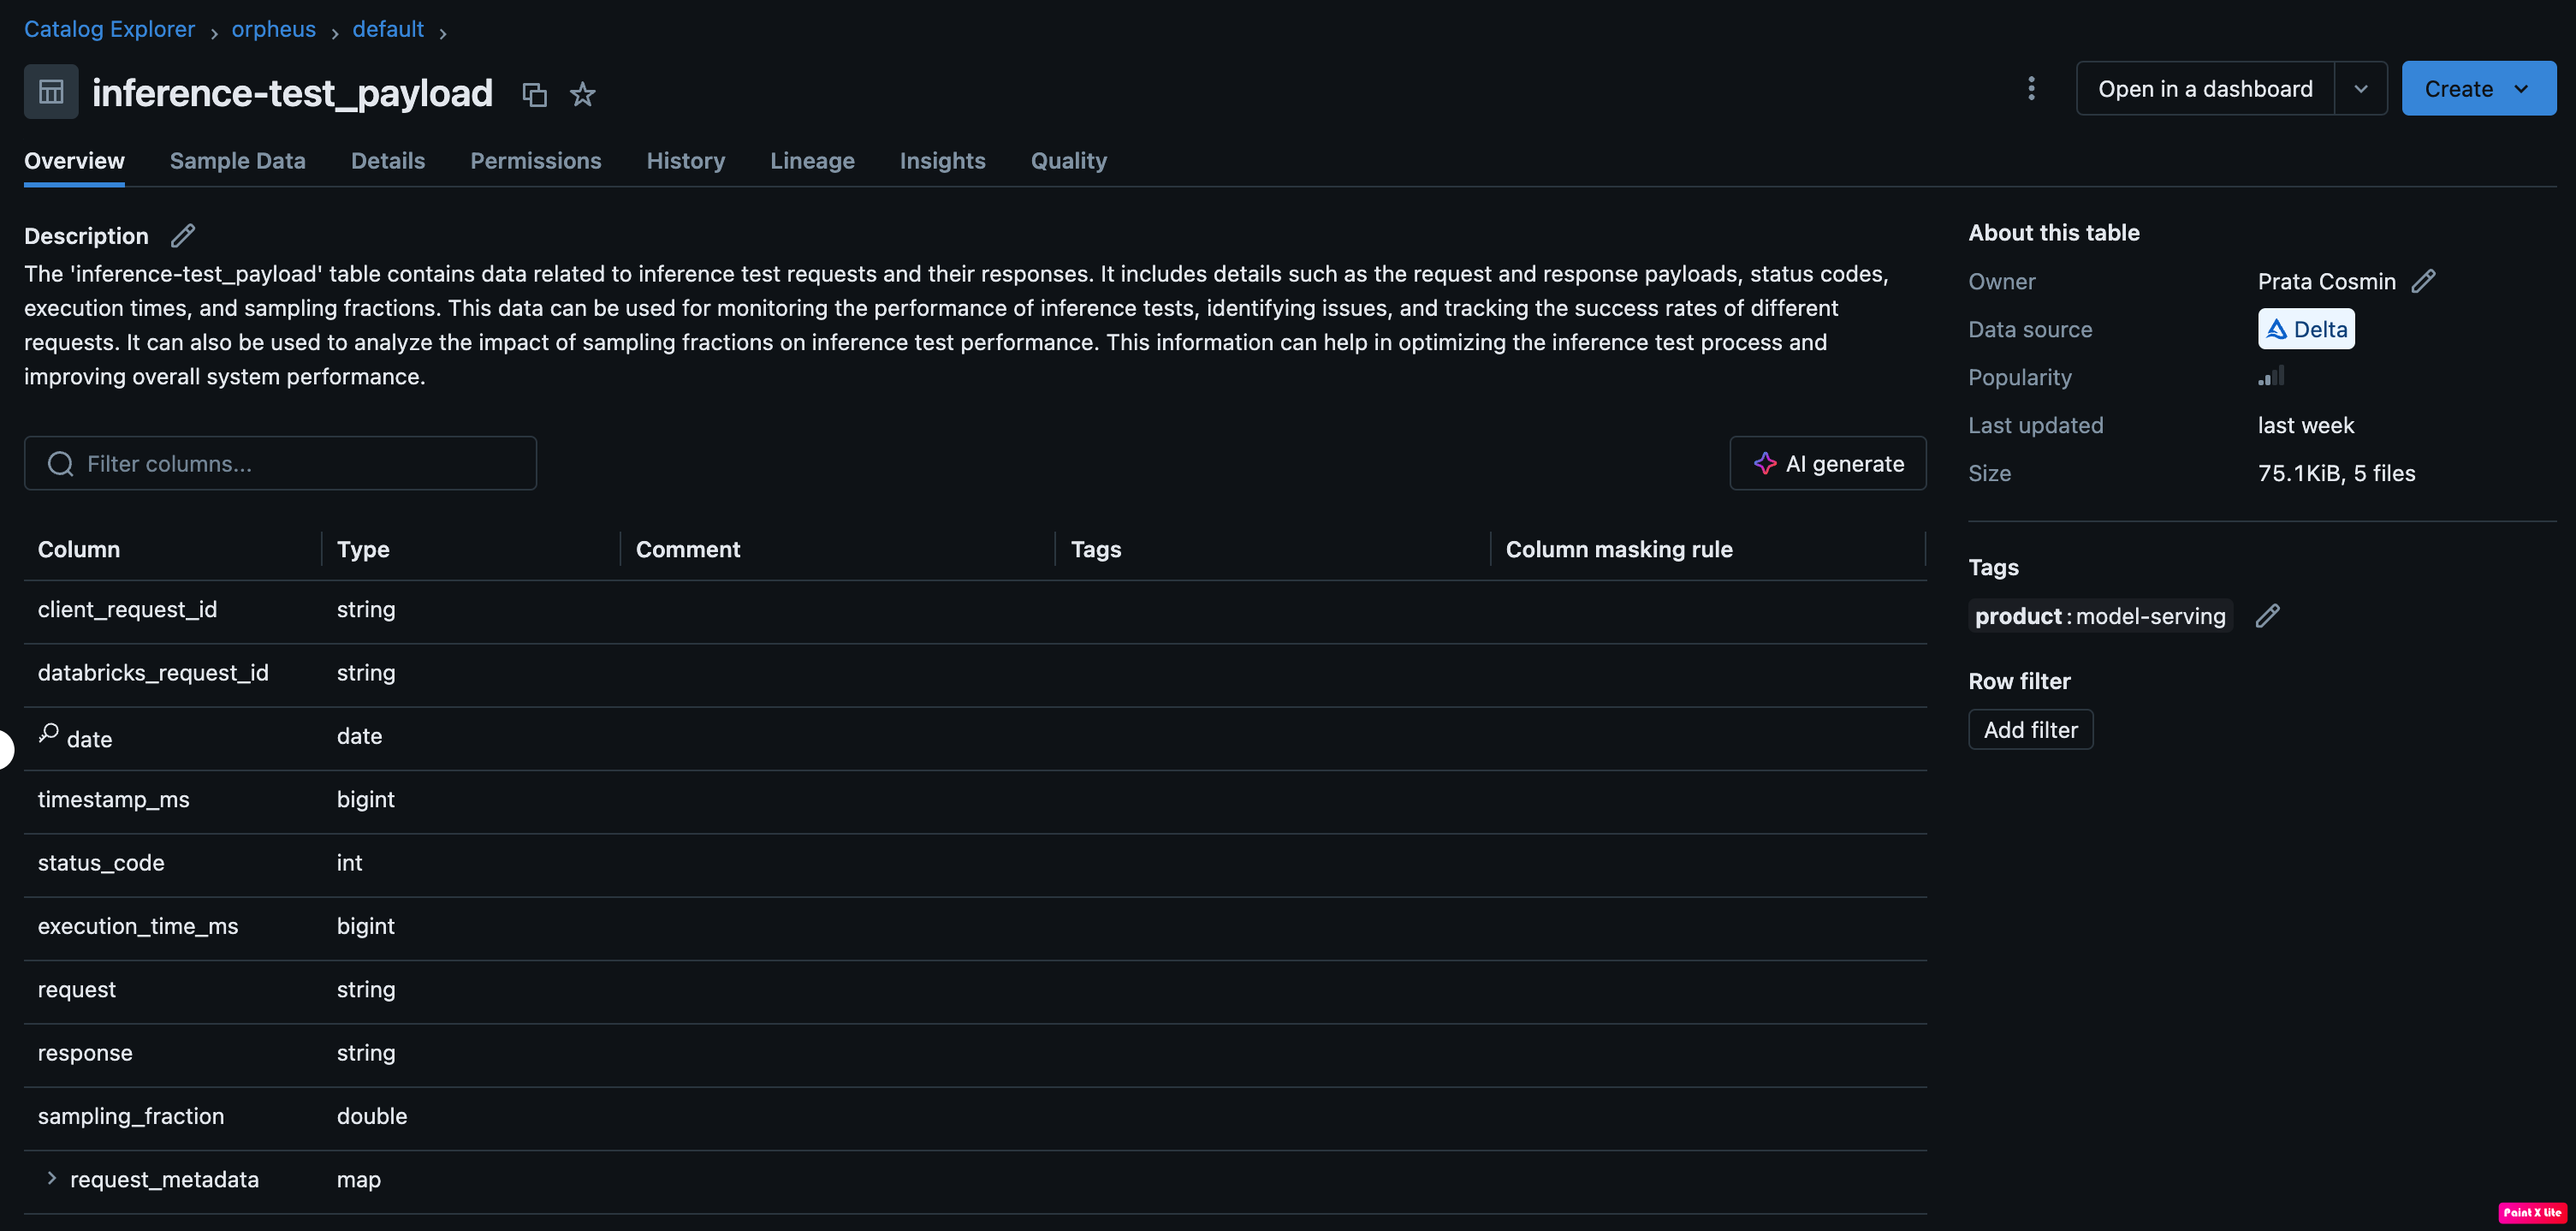 Catalog Explorer > orpheus > default >
inference-test_payload
Open in a dashboard
Create
Overview Sample Data Details Permissions History Lineage Insights Quality
Description
The 'inference-test_payload' table contains data related to inference test requests and their responses. It includes details such as the request and response payloads, status codes,
execution times, and sampling fractions. This data can be used for monitoring the performance of inference tests, identifying issues, and tracking the success rates of different
requests. It can also be used to analyze the impact of sampling fractions on inference test performance. This information can help in optimizing the inference test process and
improving overall system performance.
Filter columns...
AI generate
Column Type Comment Tags Column masking rule
client_request_id string
databricks_request_id string
date date
timestamp_ms bigint
status_code int
execution_time_ms bigint
request string
response string
sampling_fraction double
request_metadata map
About this table
Owner Prata Cosmin
Data source Delta
Popularity
Last updated last week
Size 75.1KiB, 5 files
Tags
product : model-serving
Row filter
Add filter
Paint X Lite